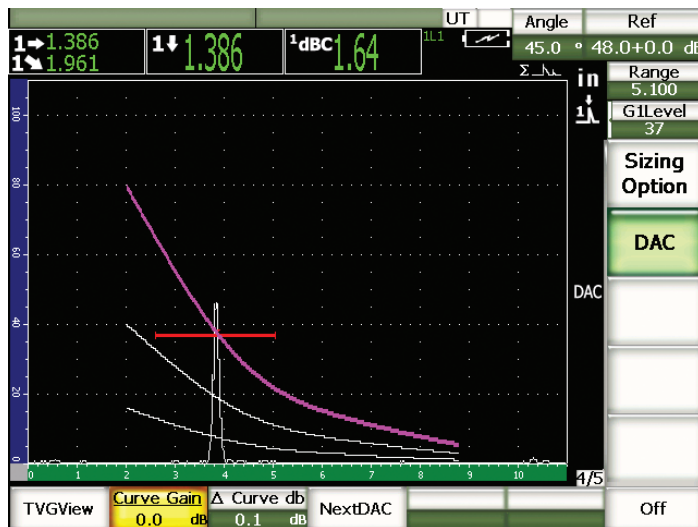 UT Angle Ref
1→1.386 1↘1.961 1↓1.386 1dBC 1.64 1L1 45.0 ° 48.0+0.0 dB
in Range
5.100
1 G1Level
37
Sizing
Option
DAC
DAC
100
80
60
40
20
0
0 1 2 3 4 5 6 7 8 9 10
4/5
TVGView Curve Gain Δ Curve db NextDAC Off
0.0 dB 0.1 dB